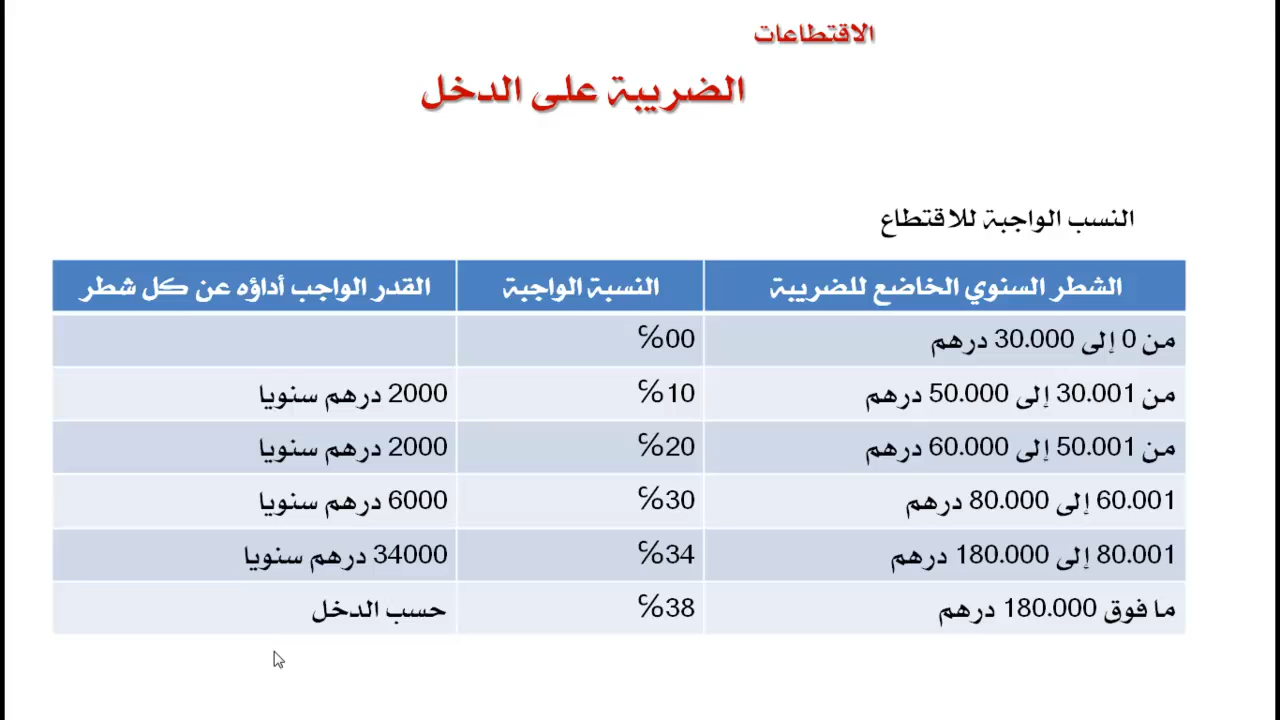 الاقتطاعات
الضريبة على الدخل
النسب الواجبة للاقتطاع
الشطر السنوي الخاضع للضريبة النسبة الواجبة القدر الواجب أداؤه عن كل شطر
من 0 إلى 30.000 درهم 00%
من 30.001 إلى 50.000 درهم 10% 2000 درهم سنويا
من 50.001 إلى 60.000 درهم 20% 2000 درهم سنويا
60.001 إلى 80.000 درهم 30% 6000 درهم سنويا
80.001 إلى 180.000 درهم 34% 34000 درهم سنويا
ما فوق 180.000 درهم 38% حسب الدخل